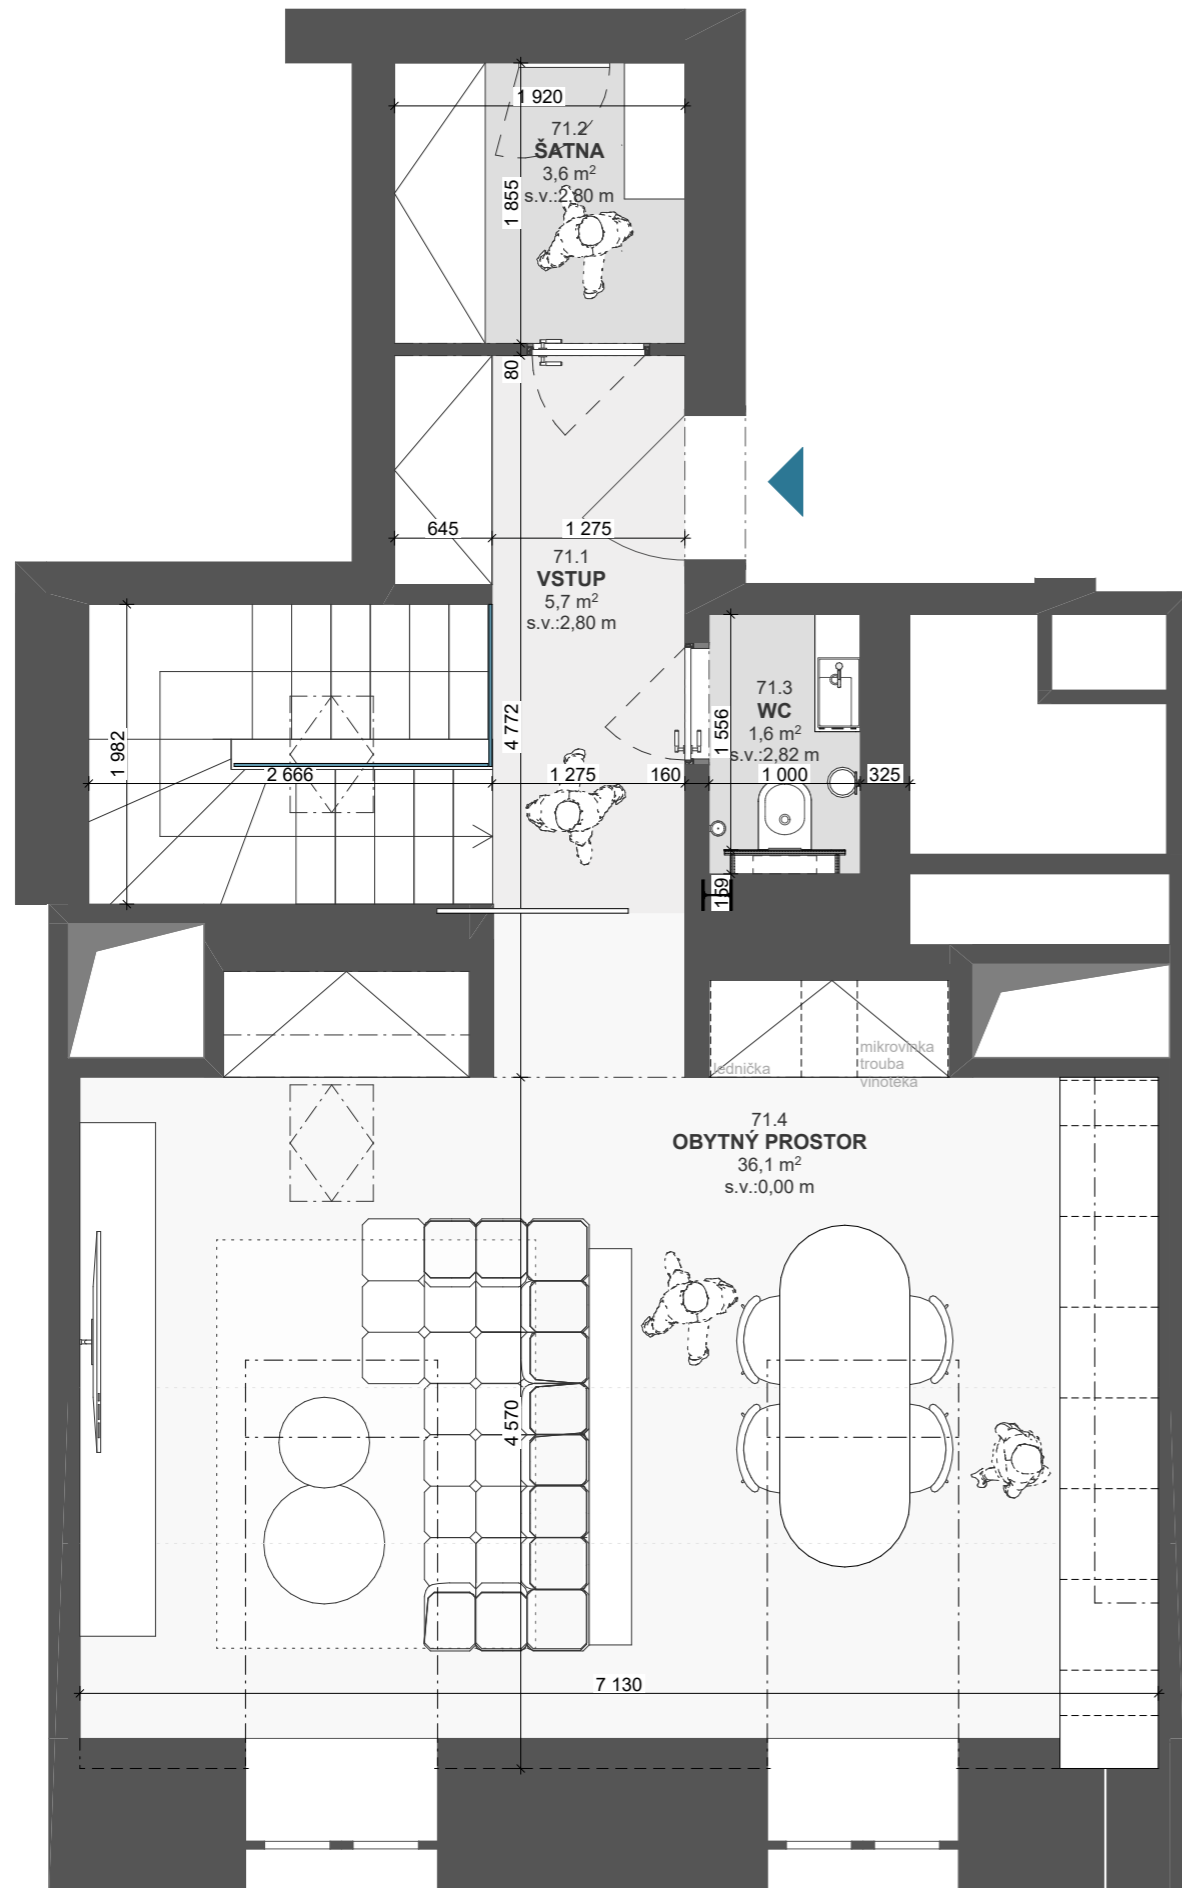 1 920
71.2
ŠATNA
3,6 m²
s.v.:2,80 m
1 855
80
645
1 275
71.1
VSTUP
5,7 m²
s.v.:2,80 m
1 982
4 772
2 666
1 275
160
71.3
WC
1,6 m²
s.v.:2,82 m
1 556
1 000
325
159
lednička
mikrovinka
trouba
vinoteka
71.4
OBYTNÝ PROSTOR
36,1 m²
s.v.:0,00 m
4 570
7 130